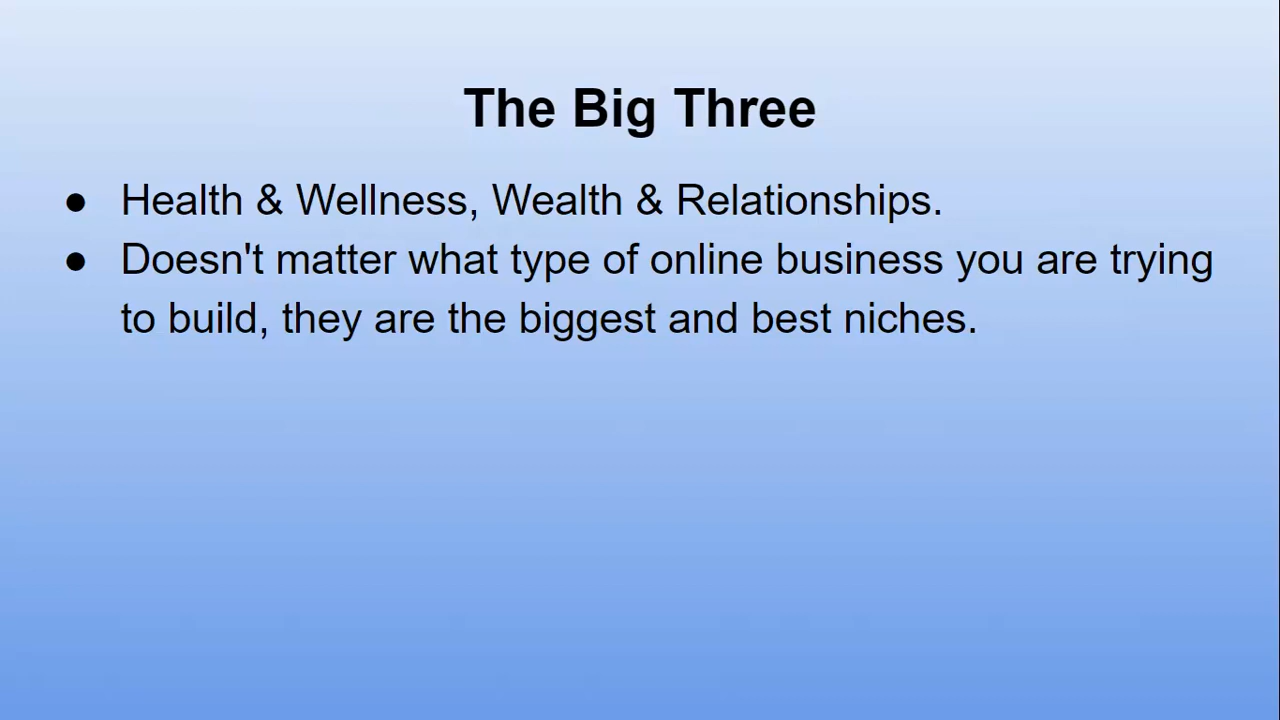 The Big Three
● Health & Wellness, Wealth & Relationships.
● Doesn't matter what type of online business you are trying
to build, they are the biggest and best niches.